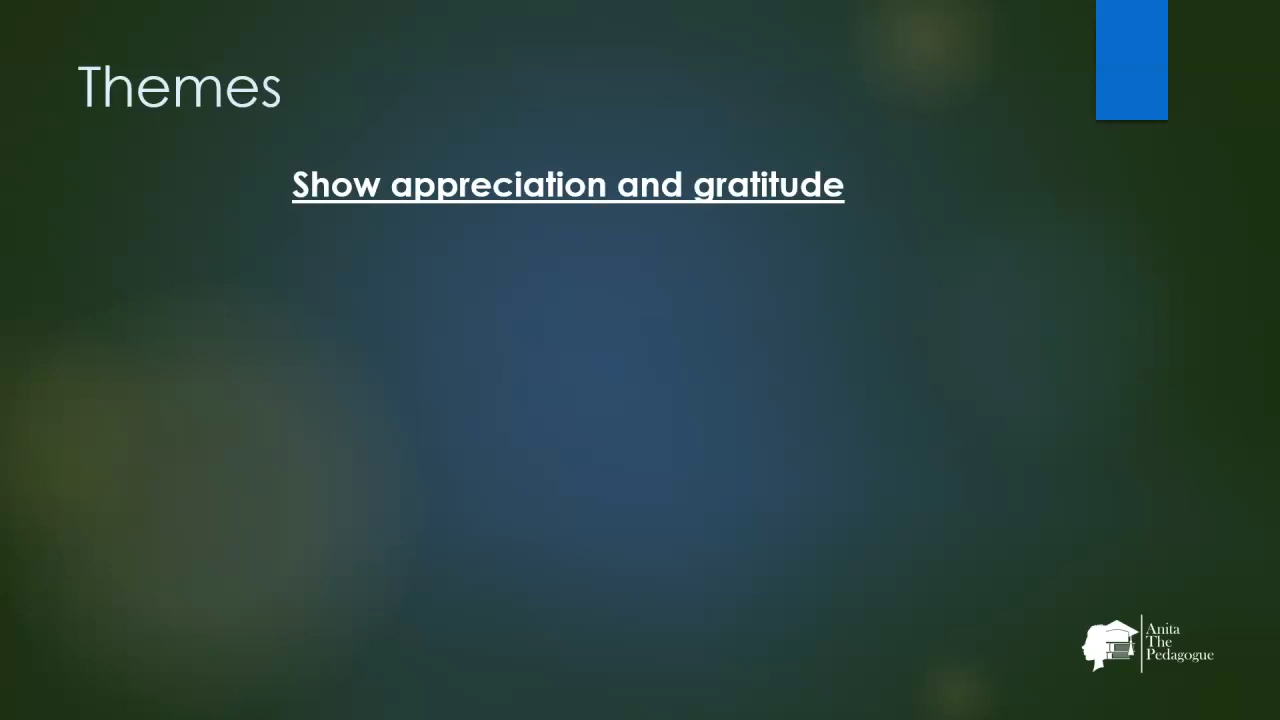 Themes
Show appreciation and gratitude
Anita
The
Pedagogue